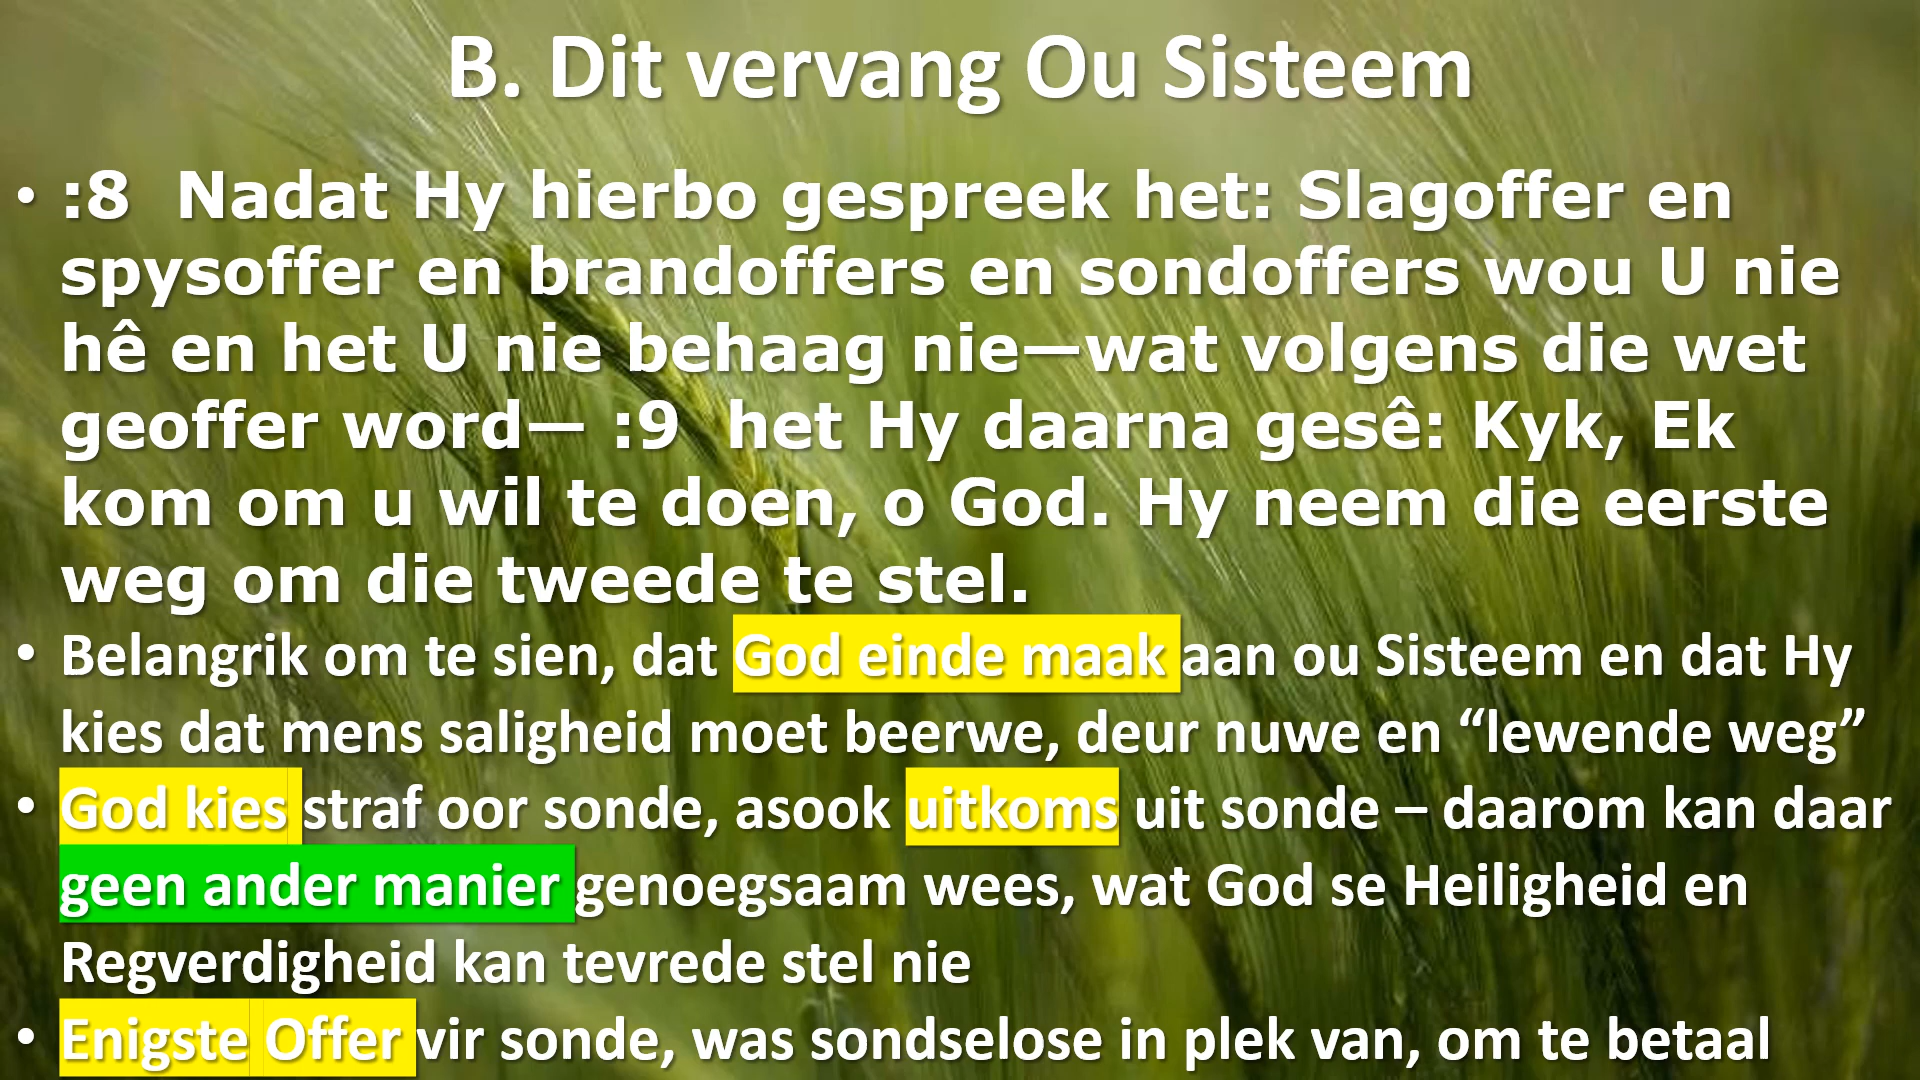 B. Dit vervang Ou Sisteem
• :8  Nadat Hy hierbo gespreek het: Slagoffer en
spysoffer en brandoffers en sondoffers wou U nie
hê en het U nie behaag nie—wat volgens die wet
geoffer word— :9  het Hy daarna gesê: Kyk, Ek
kom om u wil te doen, o God. Hy neem die eerste
weg om die tweede te stel.
• Belangrik om te sien, dat God einde maak aan ou Sisteem en dat Hy
kies dat mens saligheid moet beerwe, deur nuwe en “lewende weg”
• God kies straf oor sonde, asook uitkoms uit sonde – daarom kan daar
geen ander manier genoegsaam wees, wat God se Heiligheid en
Regverdigheid kan tevrede stel nie
• Enigste Offer vir sonde, was sondselose in plek van, om te betaal